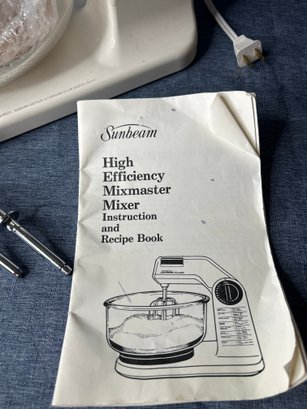 Sunbeam
High
Efficiency
Mixmaster
Mixer
Instruction
and
Recipe Book